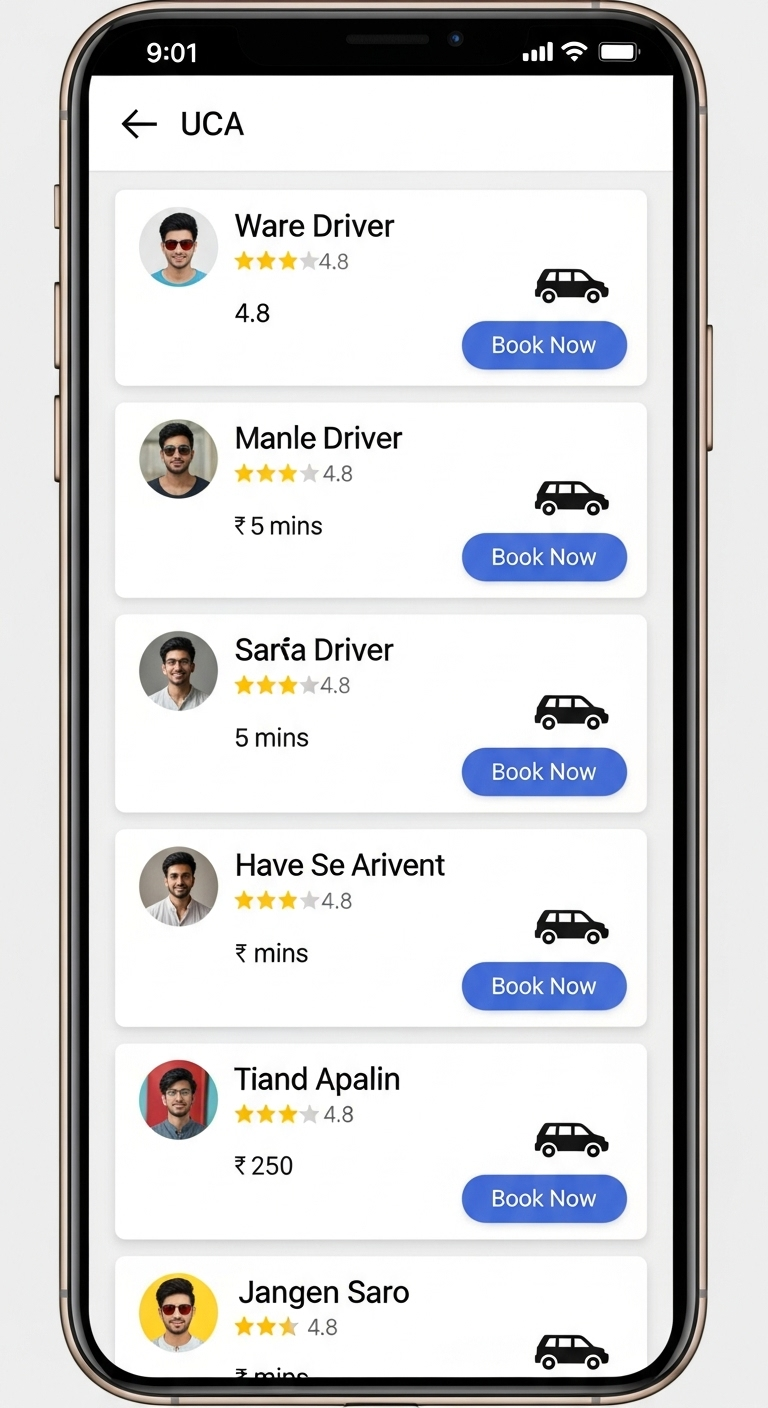 9:01
UCA
Ware Driver
4.8
4.8
Book Now
Manle Driver
4.8
₹ 5 mins
Book Now
Driver
4.8
5 mins
Book Now
Have Se Arivent
4.8
₹ mins
Book Now
Tiand Apalin
4.8
₹ 250
Book Now
Jangen Saro
4.8
₹ mins